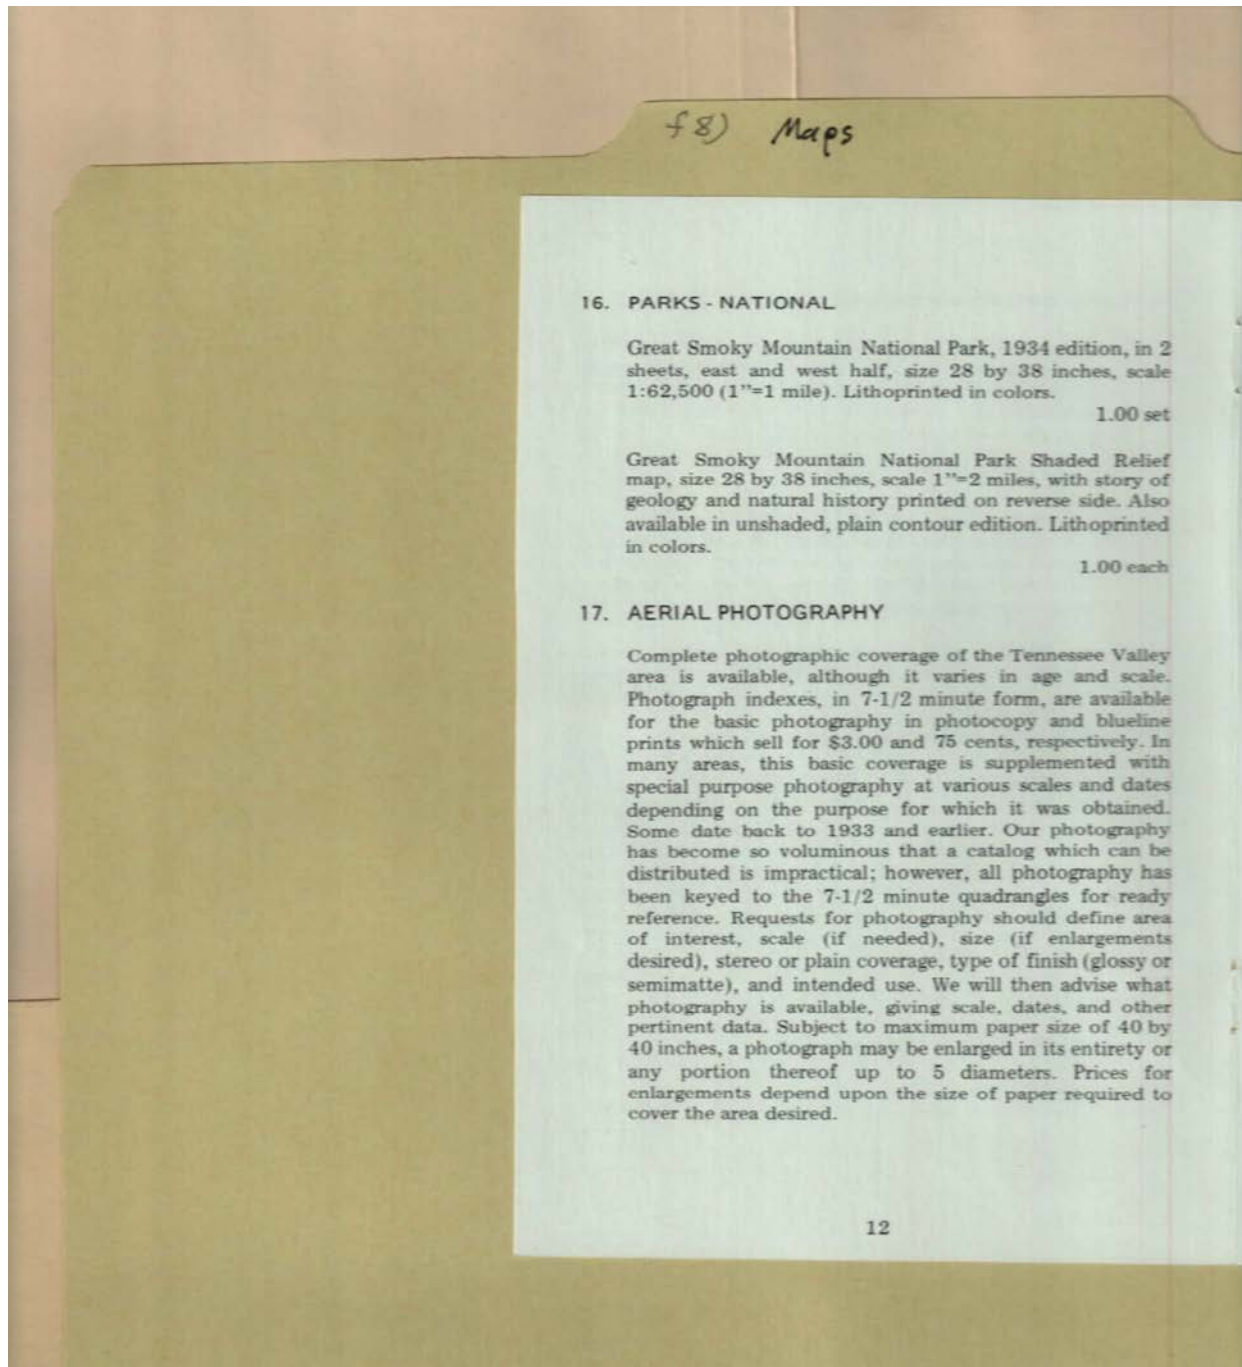 f8) Maps
16. PARKS - NATIONAL
Great Smoky Mountain National Park, 1934 edition, in 2
sheets, east and west half, size 28 by 38 inches, scale
1:62,500 (1”=1 mile). Lithoprinted in colors.
1.00 set
Great Smoky Mountain National Park Shaded Relief
map, size 28 by 38 inches, scale 1”=2 miles, with story of
geology and natural history printed on reverse side. Also
available in unshaded, plain contour edition. Lithoprinted
in colors.
1.00 each
17. AERIAL PHOTOGRAPHY
Complete photographic coverage of the Tennessee Valley
area is available, although it varies in age and scale.
Photograph indexes, in 7-1/2 minute form, are available
for the basic photography in photocopy and blueline
prints which sell for $3.00 and 75 cents, respectively. In
many areas, this basic coverage is supplemented with
special purpose photography at various scales and dates
depending on the purpose for which it was obtained.
Some date back to 1933 and earlier. Our photography
has become so voluminous that a catalog which can be
distributed is impractical; however, all photography has
been keyed to the 7-1/2 minute quadrangles for ready
reference. Requests for photography should define area
of interest, scale (if needed), size (if enlargements
desired), stereo or plain coverage, type of finish (glossy or
semimatte), and intended use. We will then advise what
photography is available, giving scale, dates, and other
pertinent data. Subject to maximum paper size of 40 by
40 inches, a photograph may be enlarged in its entirety or
any portion thereof up to 5 diameters. Prices for
enlargements depend upon the size of paper required to
cover the area desired.
12